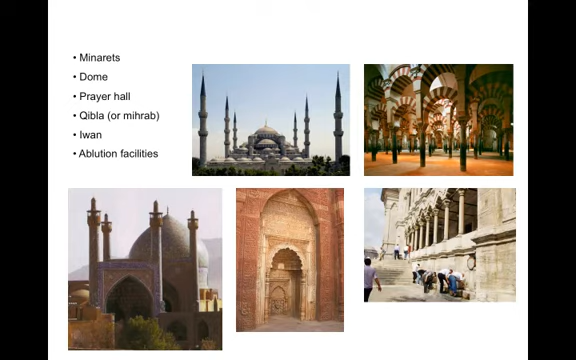 • Minarets
• Dome
• Prayer hall
• Qibla (or mihrab)
• Iwan
• Ablution facilities